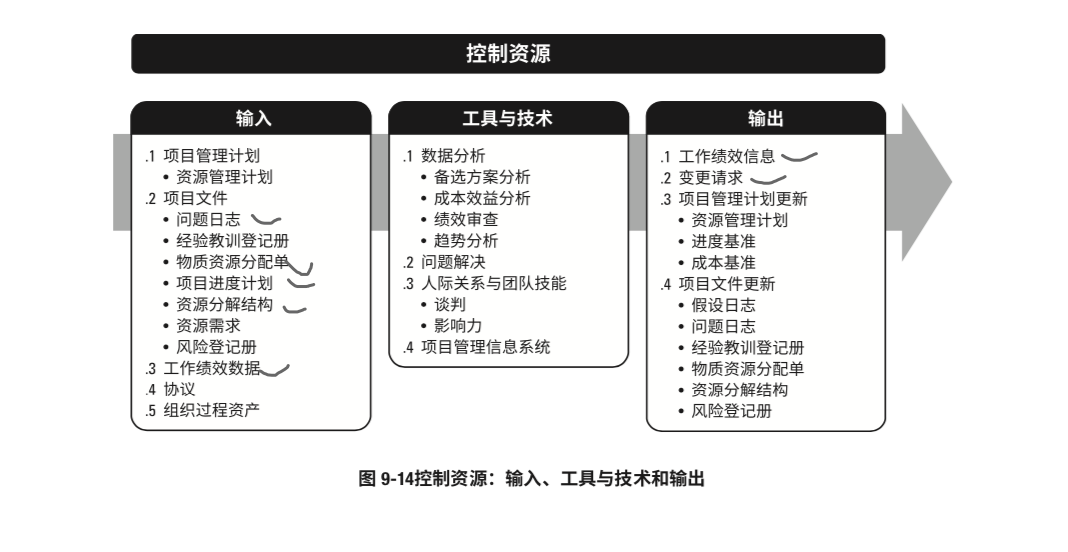 控制资源
输入
.1 项目管理计划
• 资源管理计划
.2 项目文件
• 问题日志
• 经验教训登记册
• 物质资源分配单
• 项目进度计划
• 资源分解结构
• 资源需求
• 风险登记册
.3 工作绩效数据
.4 协议
.5 组织过程资产
工具与技术
.1 数据分析
• 备选方案分析
• 成本效益分析
• 绩效审查
• 趋势分析
.2 问题解决
.3 人际关系与团队技能
• 谈判
• 影响力
.4 项目管理信息系统
输出
.1 工作绩效信息
.2 变更请求
.3 项目管理计划更新
• 资源管理计划
• 进度基准
• 成本基准
.4 项目文件更新
• 假设日志
• 问题日志
• 经验教训登记册
• 物质资源分配单
• 资源分解结构
• 风险登记册
图 9-14控制资源：输入、工具与技术和输出